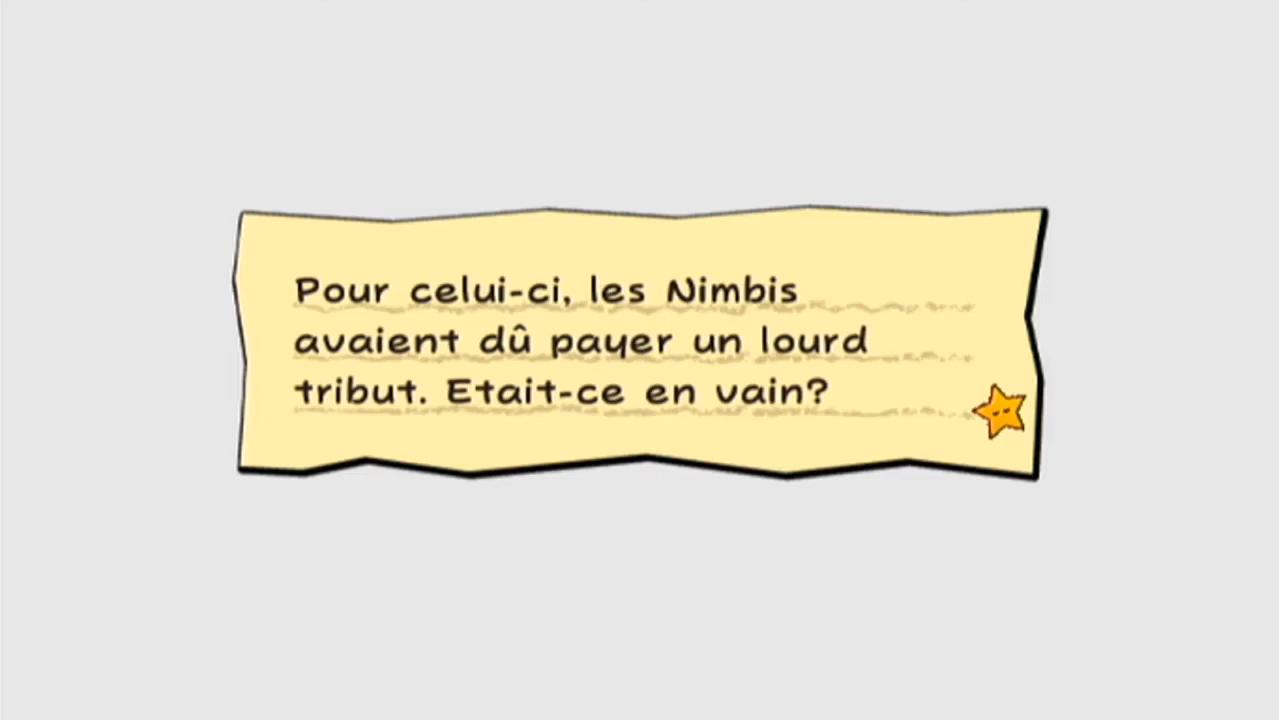 Pour celui-ci, les Nimbis
avaient dû payer un lourd
tribut. Etait-ce en vain?